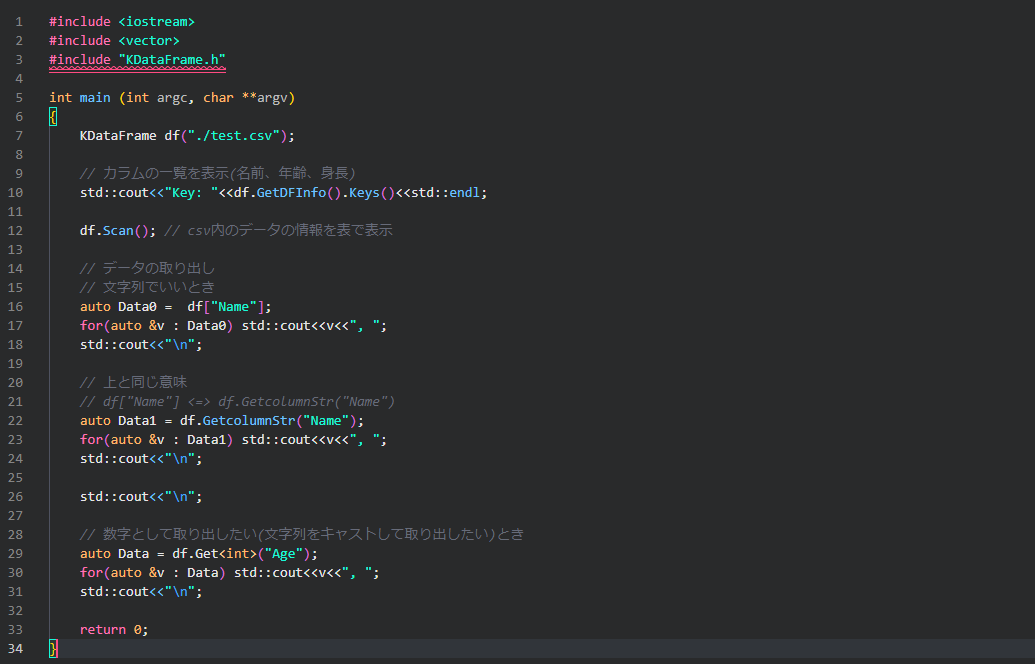 1 #include <iostream>
2 #include <vector>
3 #include "KDataFrame.h"
4
5 int main (int argc, char **argv)
6 {
7     KDataFrame df("./test.csv");
8
9     // カラムの一覧を表示(名前、年齢、身長)
10     std::cout<<"Key: "<<df.GetDFInfo().Keys()<<std::endl;
11
12     df.Scan(); // csv内のデータの情報を表で表示
13
14     // データの取り出し
15     // 文字列でいいとき
16     auto Data0 =  df["Name"];
17     for(auto &v : Data0) std::cout<<v<<", ";
18     std::cout<<"\n";
19
20     // 上と同じ意味
21     // df["Name"] <=> df.GetcolumnStr("Name")
22     auto Data1 = df.GetcolumnStr("Name");
23     for(auto &v : Data1) std::cout<<v<<", ";
24     std::cout<<"\n";
25
26     std::cout<<"\n";
27
28     // 数字として取り出したい(文字列をキャストして取り出したい)とき
29     auto Data = df.Get<int>("Age");
30     for(auto &v : Data) std::cout<<v<<", ";
31     std::cout<<"\n";
32
33     return 0;
34 }